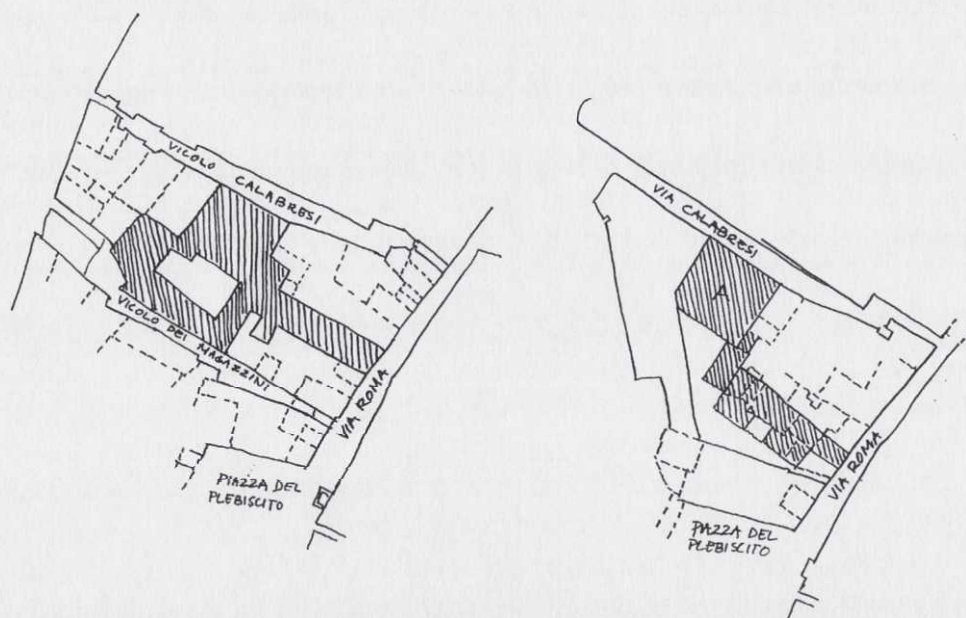 VICOLO CALABRESI
VICOLO DEI MAGAZZINI
VIA ROMA
PIAZZA DEL
PLEBISCITO
VIA CALABRESI
A
VIA ROMA
PIAZZA DEL
PLEBISCITO